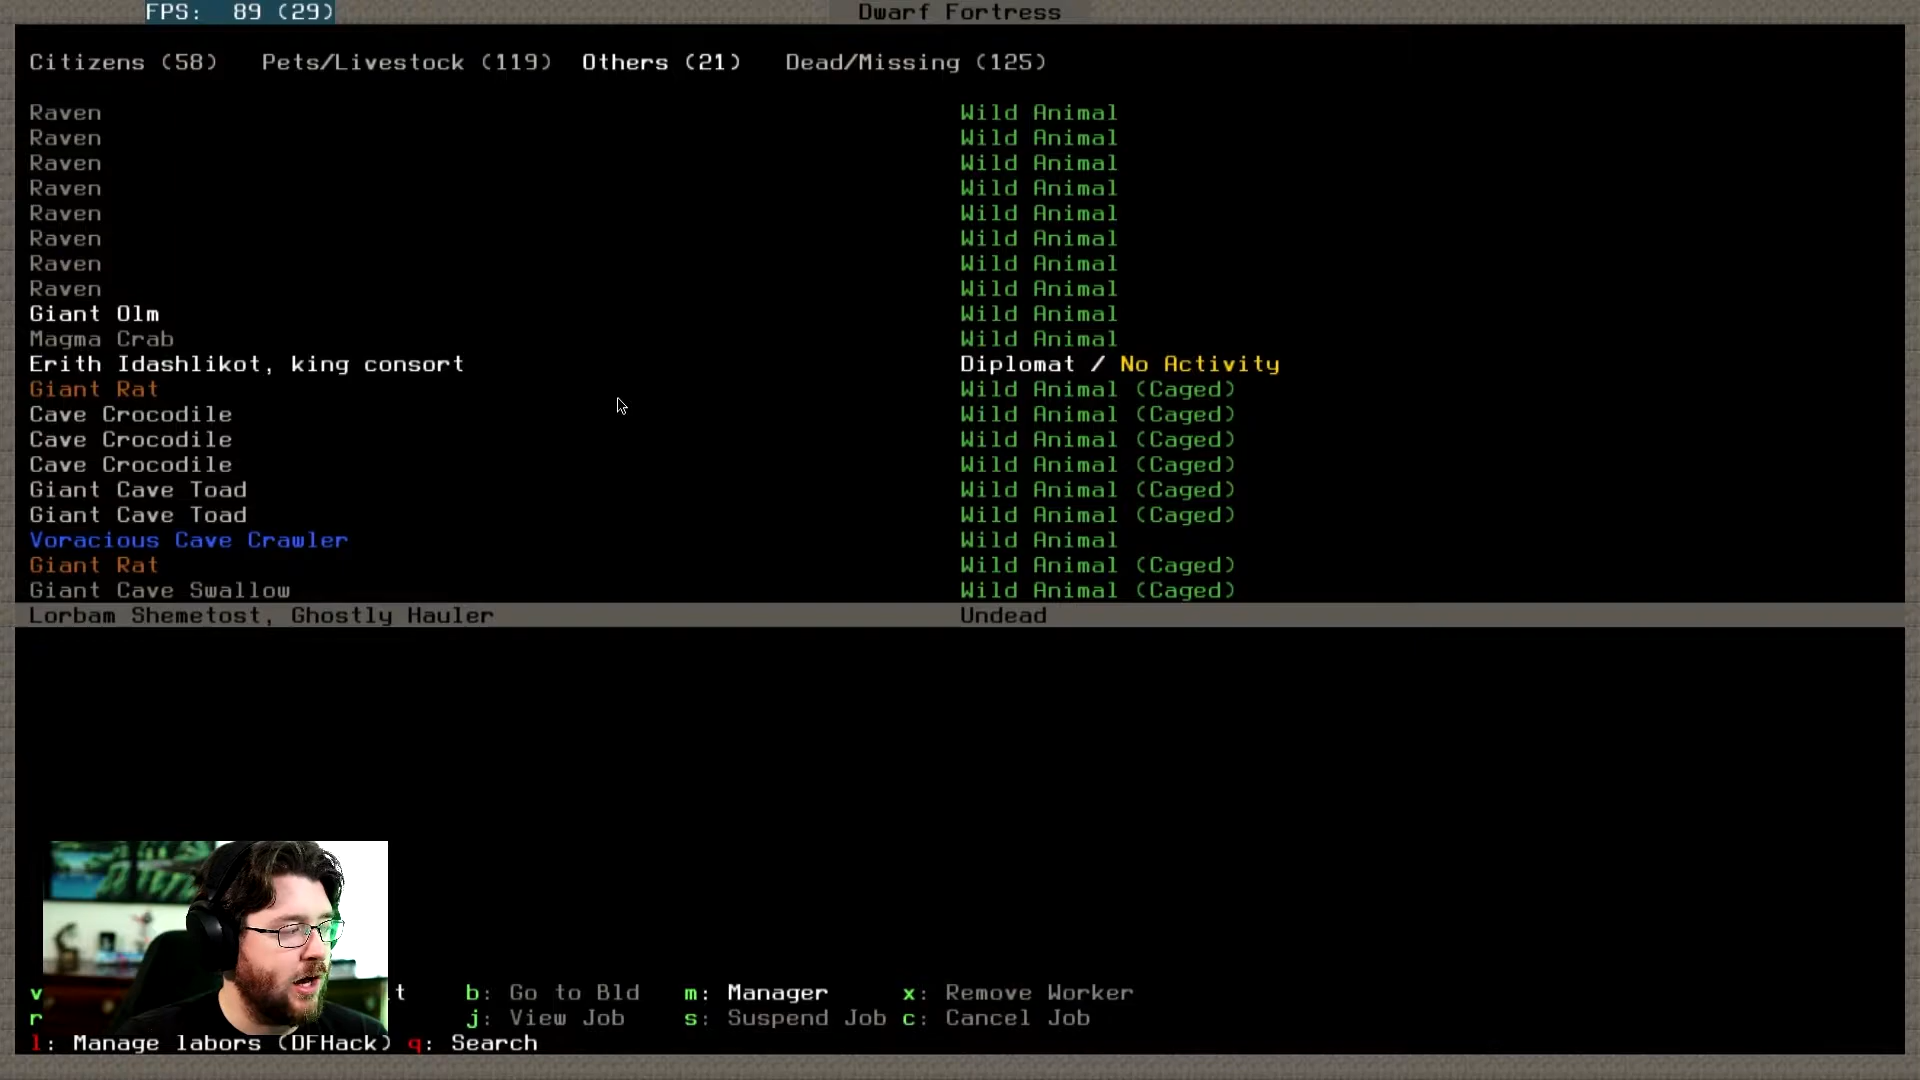 FPS:  89 (29)
Dwarf Fortress
Citizens (58)   Pets/Livestock (119)  Others (21)   Dead/Missing (125)
Raven Wild Animal
Raven Wild Animal
Raven Wild Animal
Raven Wild Animal
Raven Wild Animal
Raven Wild Animal
Raven Wild Animal
Raven Wild Animal
Giant Olm Wild Animal
Magma Crab Wild Animal
Erith Idashlikot, king consort Diplomat / No Activity
Giant Rat Wild Animal (Caged)
Cave Crocodile Wild Animal (Caged)
Cave Crocodile Wild Animal (Caged)
Cave Crocodile Wild Animal (Caged)
Giant Cave Toad Wild Animal (Caged)
Giant Cave Toad Wild Animal (Caged)
Voracious Cave Crawler Wild Animal
Giant Rat Wild Animal (Caged)
Giant Cave Swallow Wild Animal (Caged)
Lorbam Shemetost, Ghostly Hauler Undead
v t b: Go to Bld m: Manager x: Remove Worker
r j: View Job s: Suspend Job c: Cancel Job
l: Manage labors (DFHack) q: Search